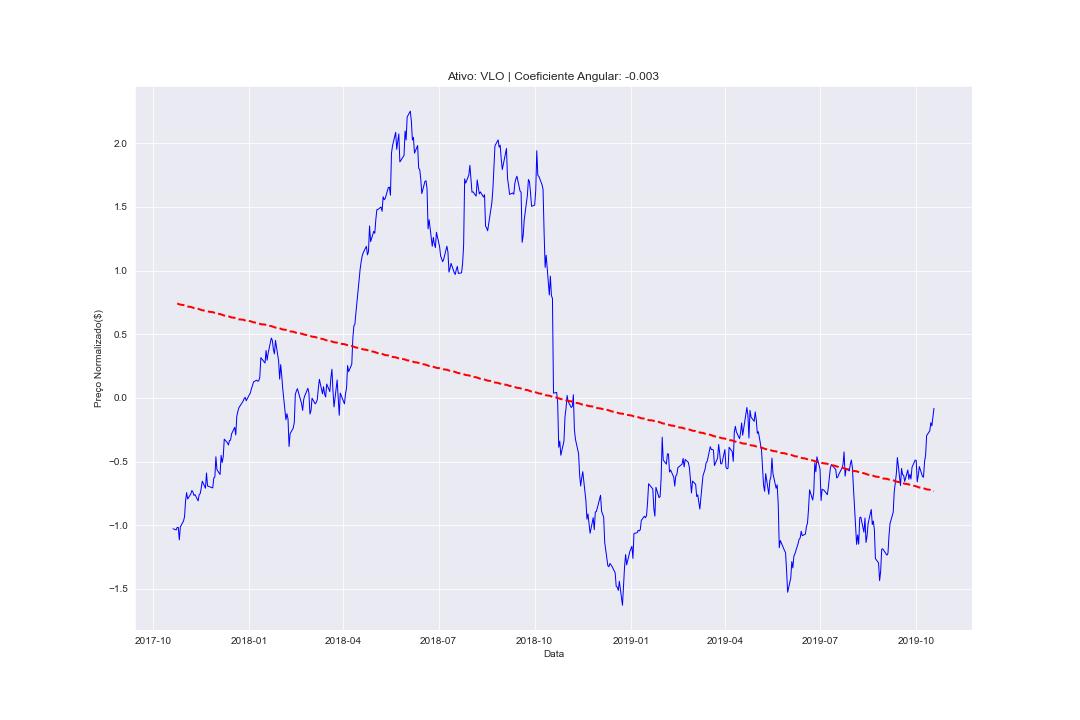 Ativo: VLO | Coeficiente Angular: -0.003
Preço Normalizado($)
2.0
1.5
1.0
0.5
0.0
−0.5
−1.0
−1.5
2017-10 2018-01 2018-04 2018-07 2018-10 2019-01 2019-04 2019-07 2019-10
Data